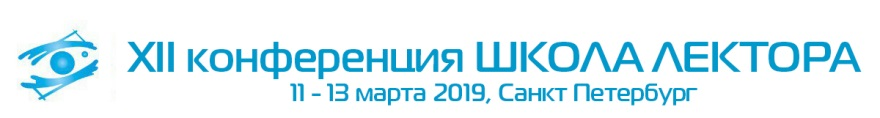 XII конференция ШКОЛА ЛЕКТОРА
11 - 13 марта 2019, Санкт Петербург